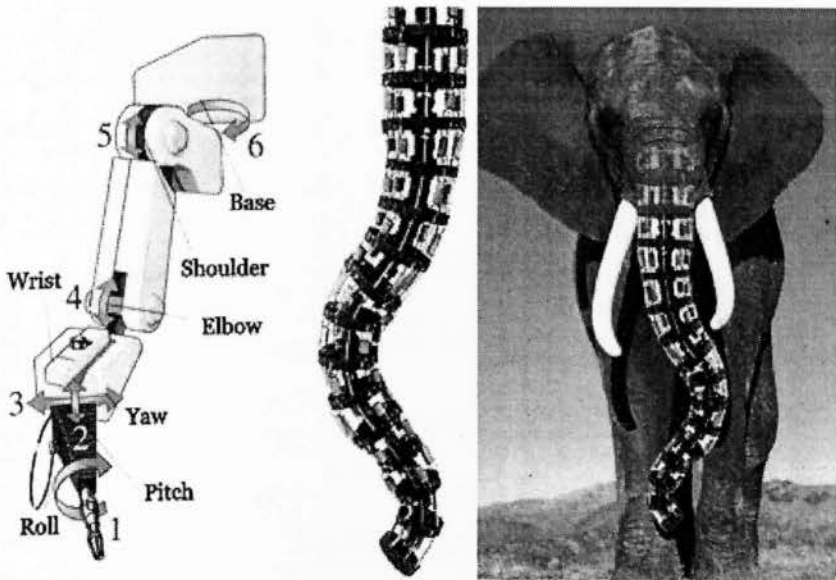 5
6
Base
Shoulder
Wrist
4
Elbow
3
Yaw
2
Pitch
Roll
1